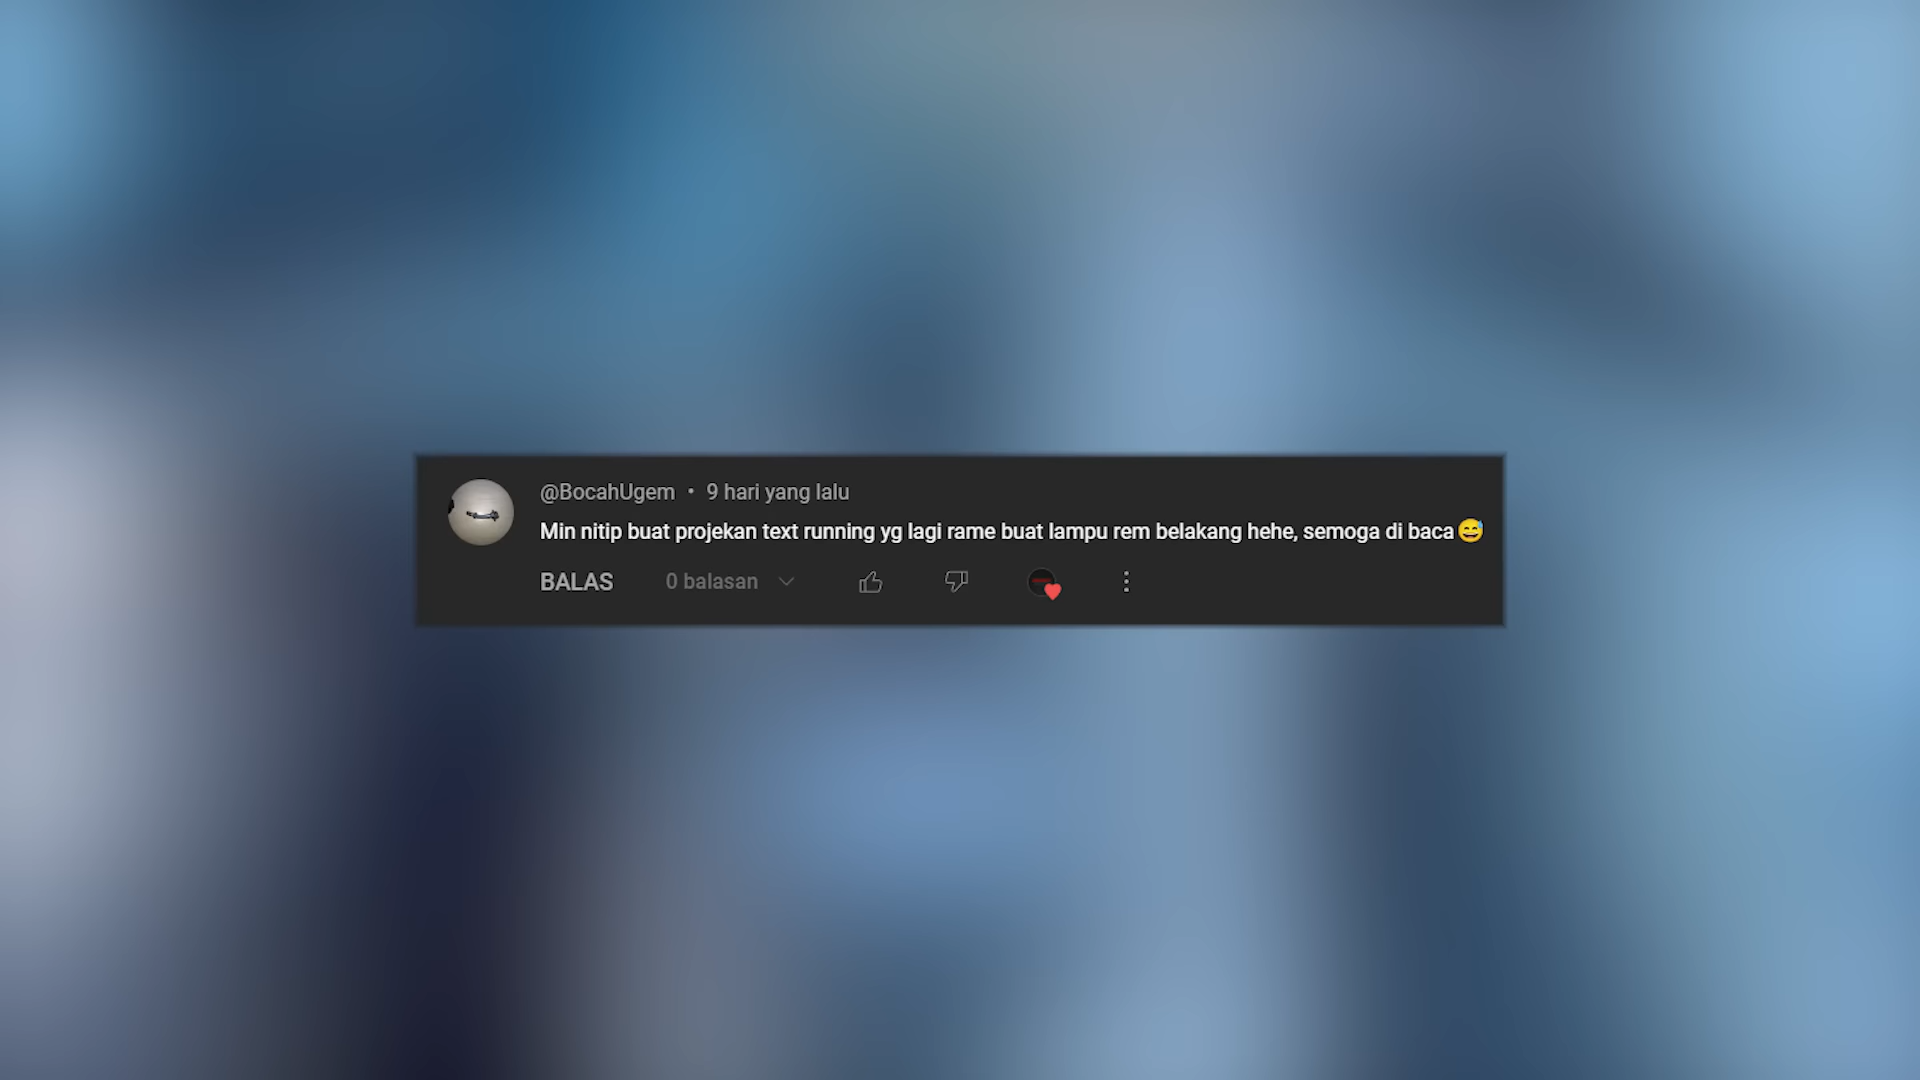 @BocahUgem • 9 hari yang lalu
Min nitip buat projekan text running yg lagi rame buat lampu rem belakang hehe, semoga di baca😅
BALAS 0 balasan